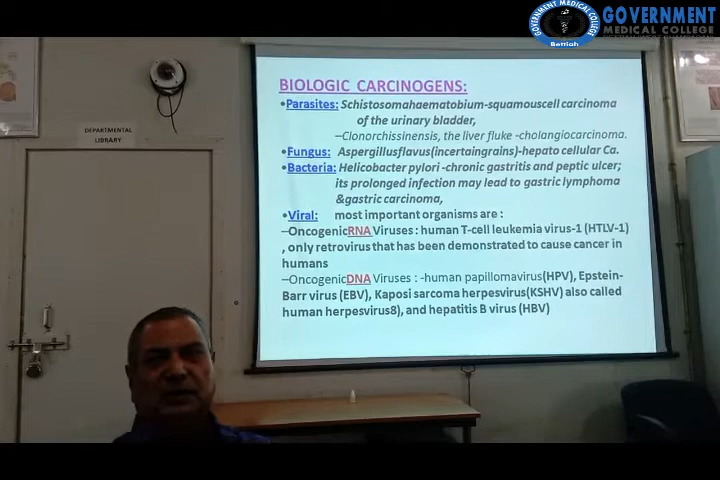 GOVERNMENT MEDICAL COLLEGE
Bettiah
GOVERNMENT
MEDICAL COLLEGE
DEPARTMENTAL
LIBRARY
BIOLOGIC CARCINOGENS:
•Parasites: Schistosomahaematobium-squamouscell carcinoma
of the urinary bladder,
–Clonorchissinensis, the liver fluke -cholangiocarcinoma.
•Fungus: Aspergillusflavus(incertaingrains)-hepato cellular Ca.
•Bacteria: Helicobacter pylori -chronic gastritis and peptic ulcer;
its prolonged infection may lead to gastric lymphoma
&gastric carcinoma,
•Viral: most important organisms are :
–OncogenicRNA Viruses : human T-cell leukemia virus-1 (HTLV-1)
, only retrovirus that has been demonstrated to cause cancer in
humans
–OncogenicDNA Viruses : -human papillomavirus(HPV), Epstein-
Barr virus (EBV), Kaposi sarcoma herpesvirus(KSHV) also called
human herpesvirus8), and hepatitis B virus (HBV)